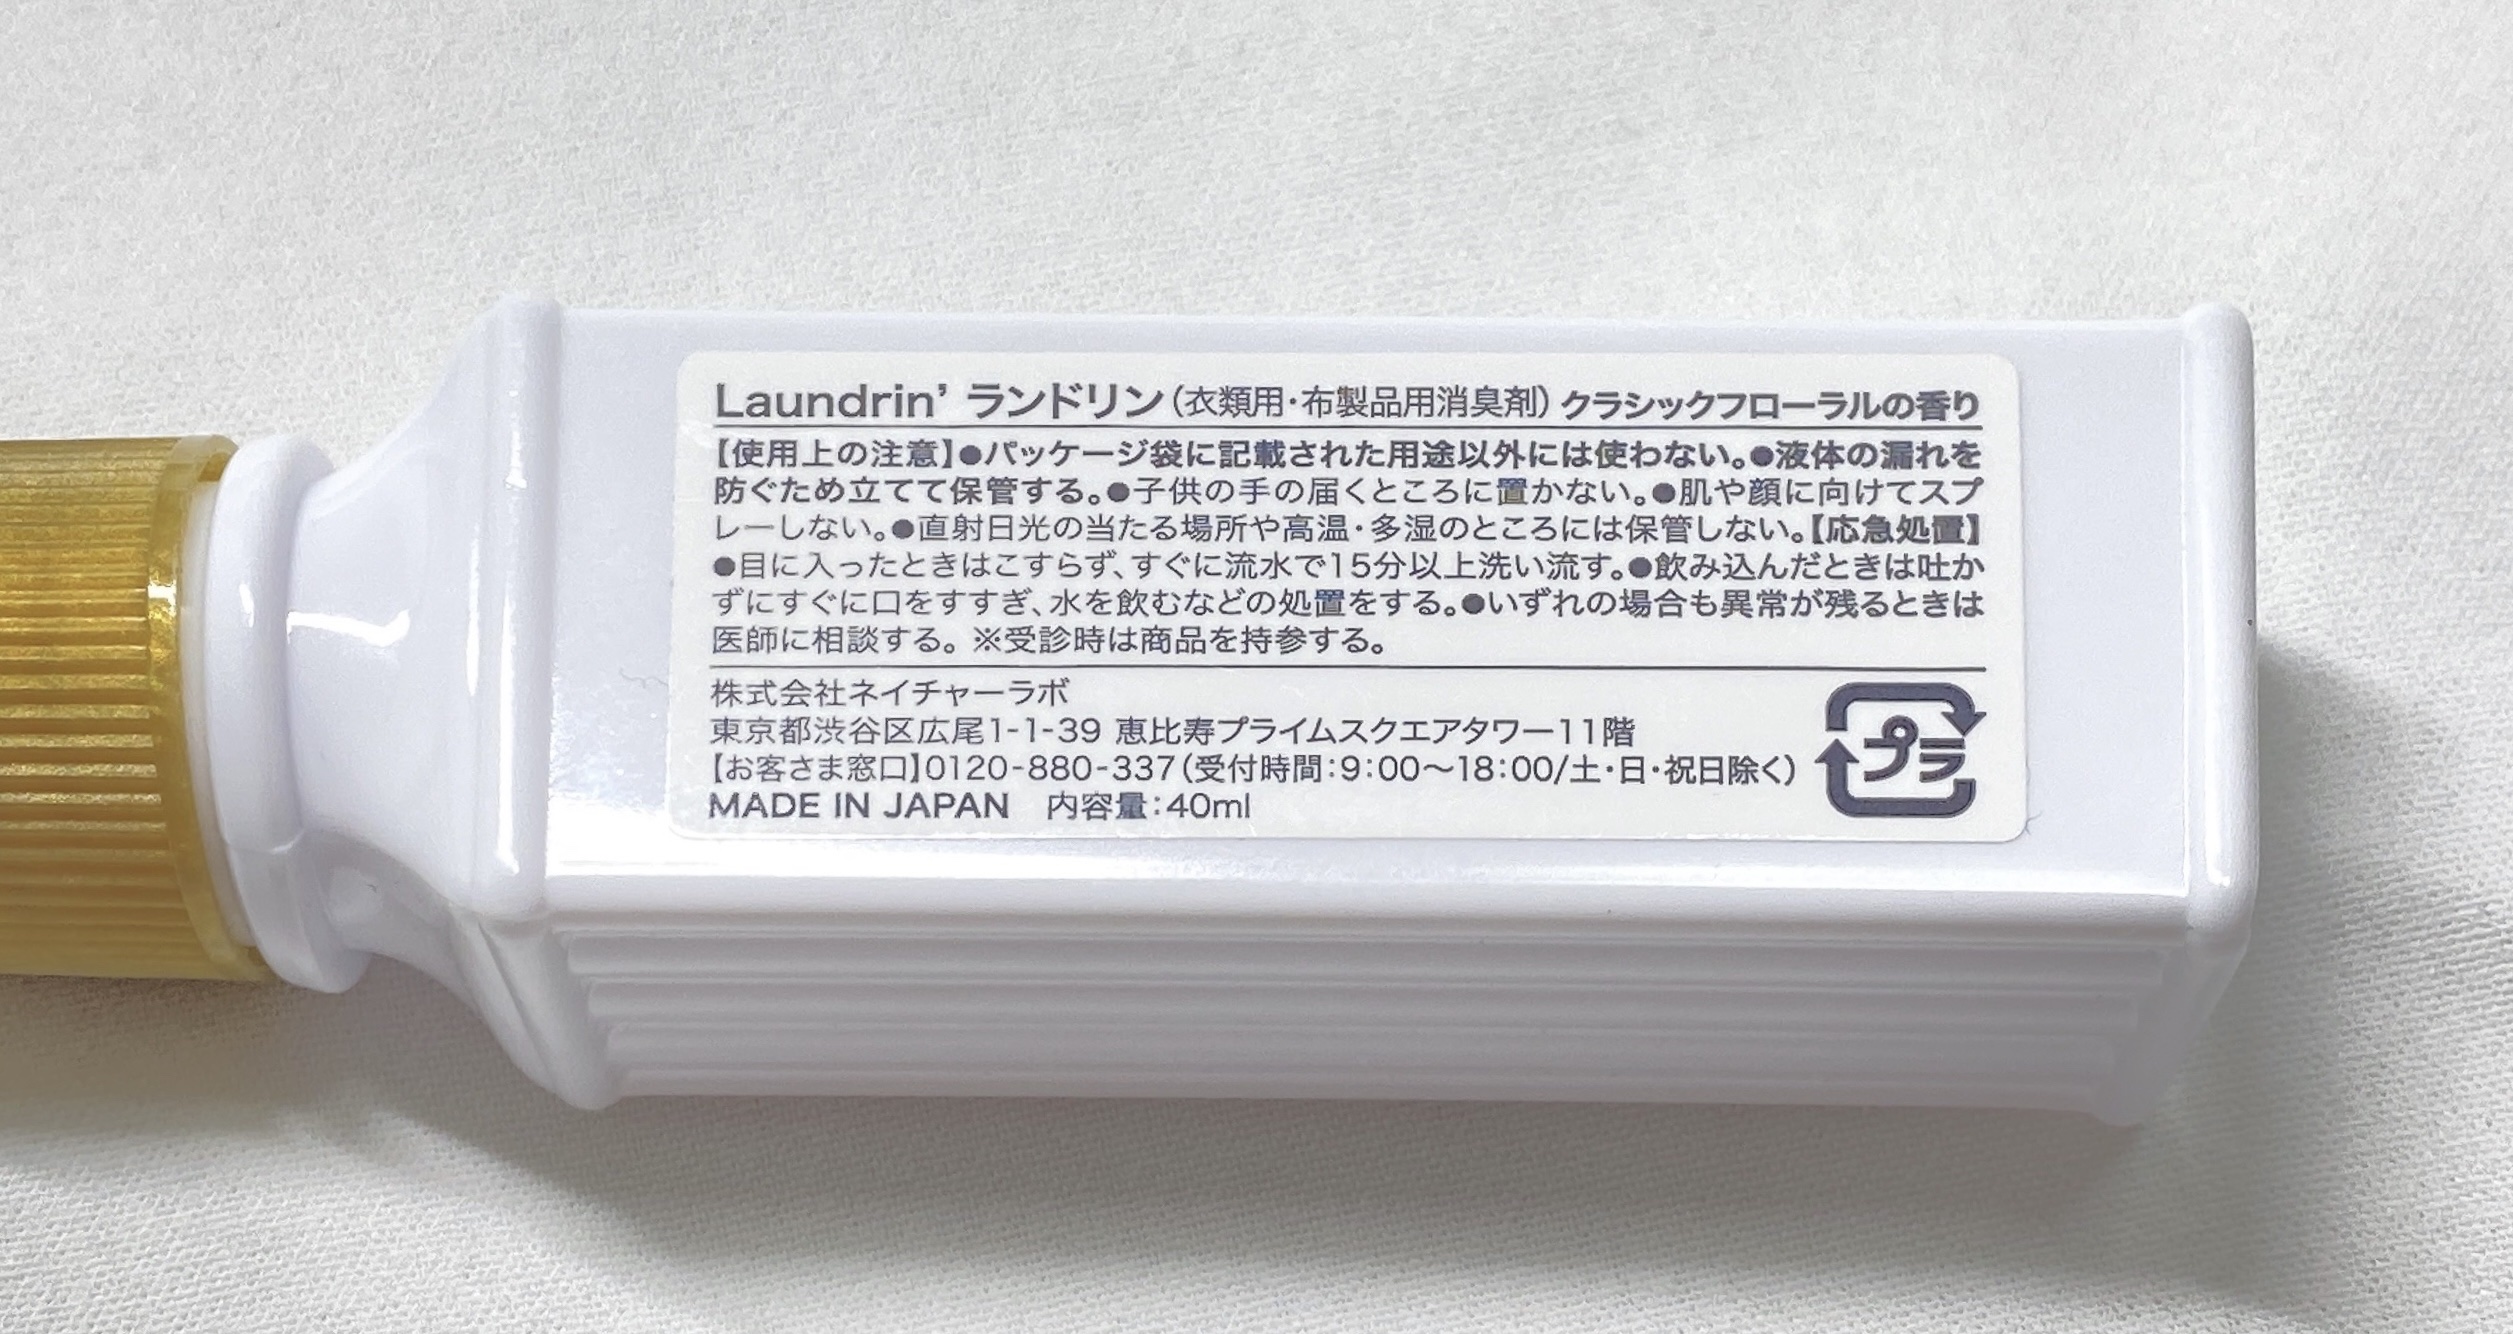 Laundrin’ ランドリン（衣類用・布製品用消臭剤）クラシックフローラルの香り
【使用上の注意】●パッケージ袋に記載された用途以外には使わない。●液体の漏れを
防ぐため立てて保管する。●子供の手の届くところに置かない。●肌や顔に向けてスプ
レーしない。●直射日光の当たる場所や高温・多湿のところには保管しない。【応急処置】
●目に入ったときはこすらず、すぐに流水で15分以上洗い流す。●飲み込んだときは吐か
ずにすぐに口をすすぎ、水を飲むなどの処置をする。●いずれの場合も異常が残るときは
医師に相談する。※受診時は商品を持参する。
株式会社ネイチャーラボ
東京都渋谷区広尾1-1-39 恵比寿プライムスクエアタワー11階
【お客さま窓口】0120-880-337（受付時間：9：00〜18：00/土・日・祝日除く）
MADE IN JAPAN 内容量：40ml
プラ